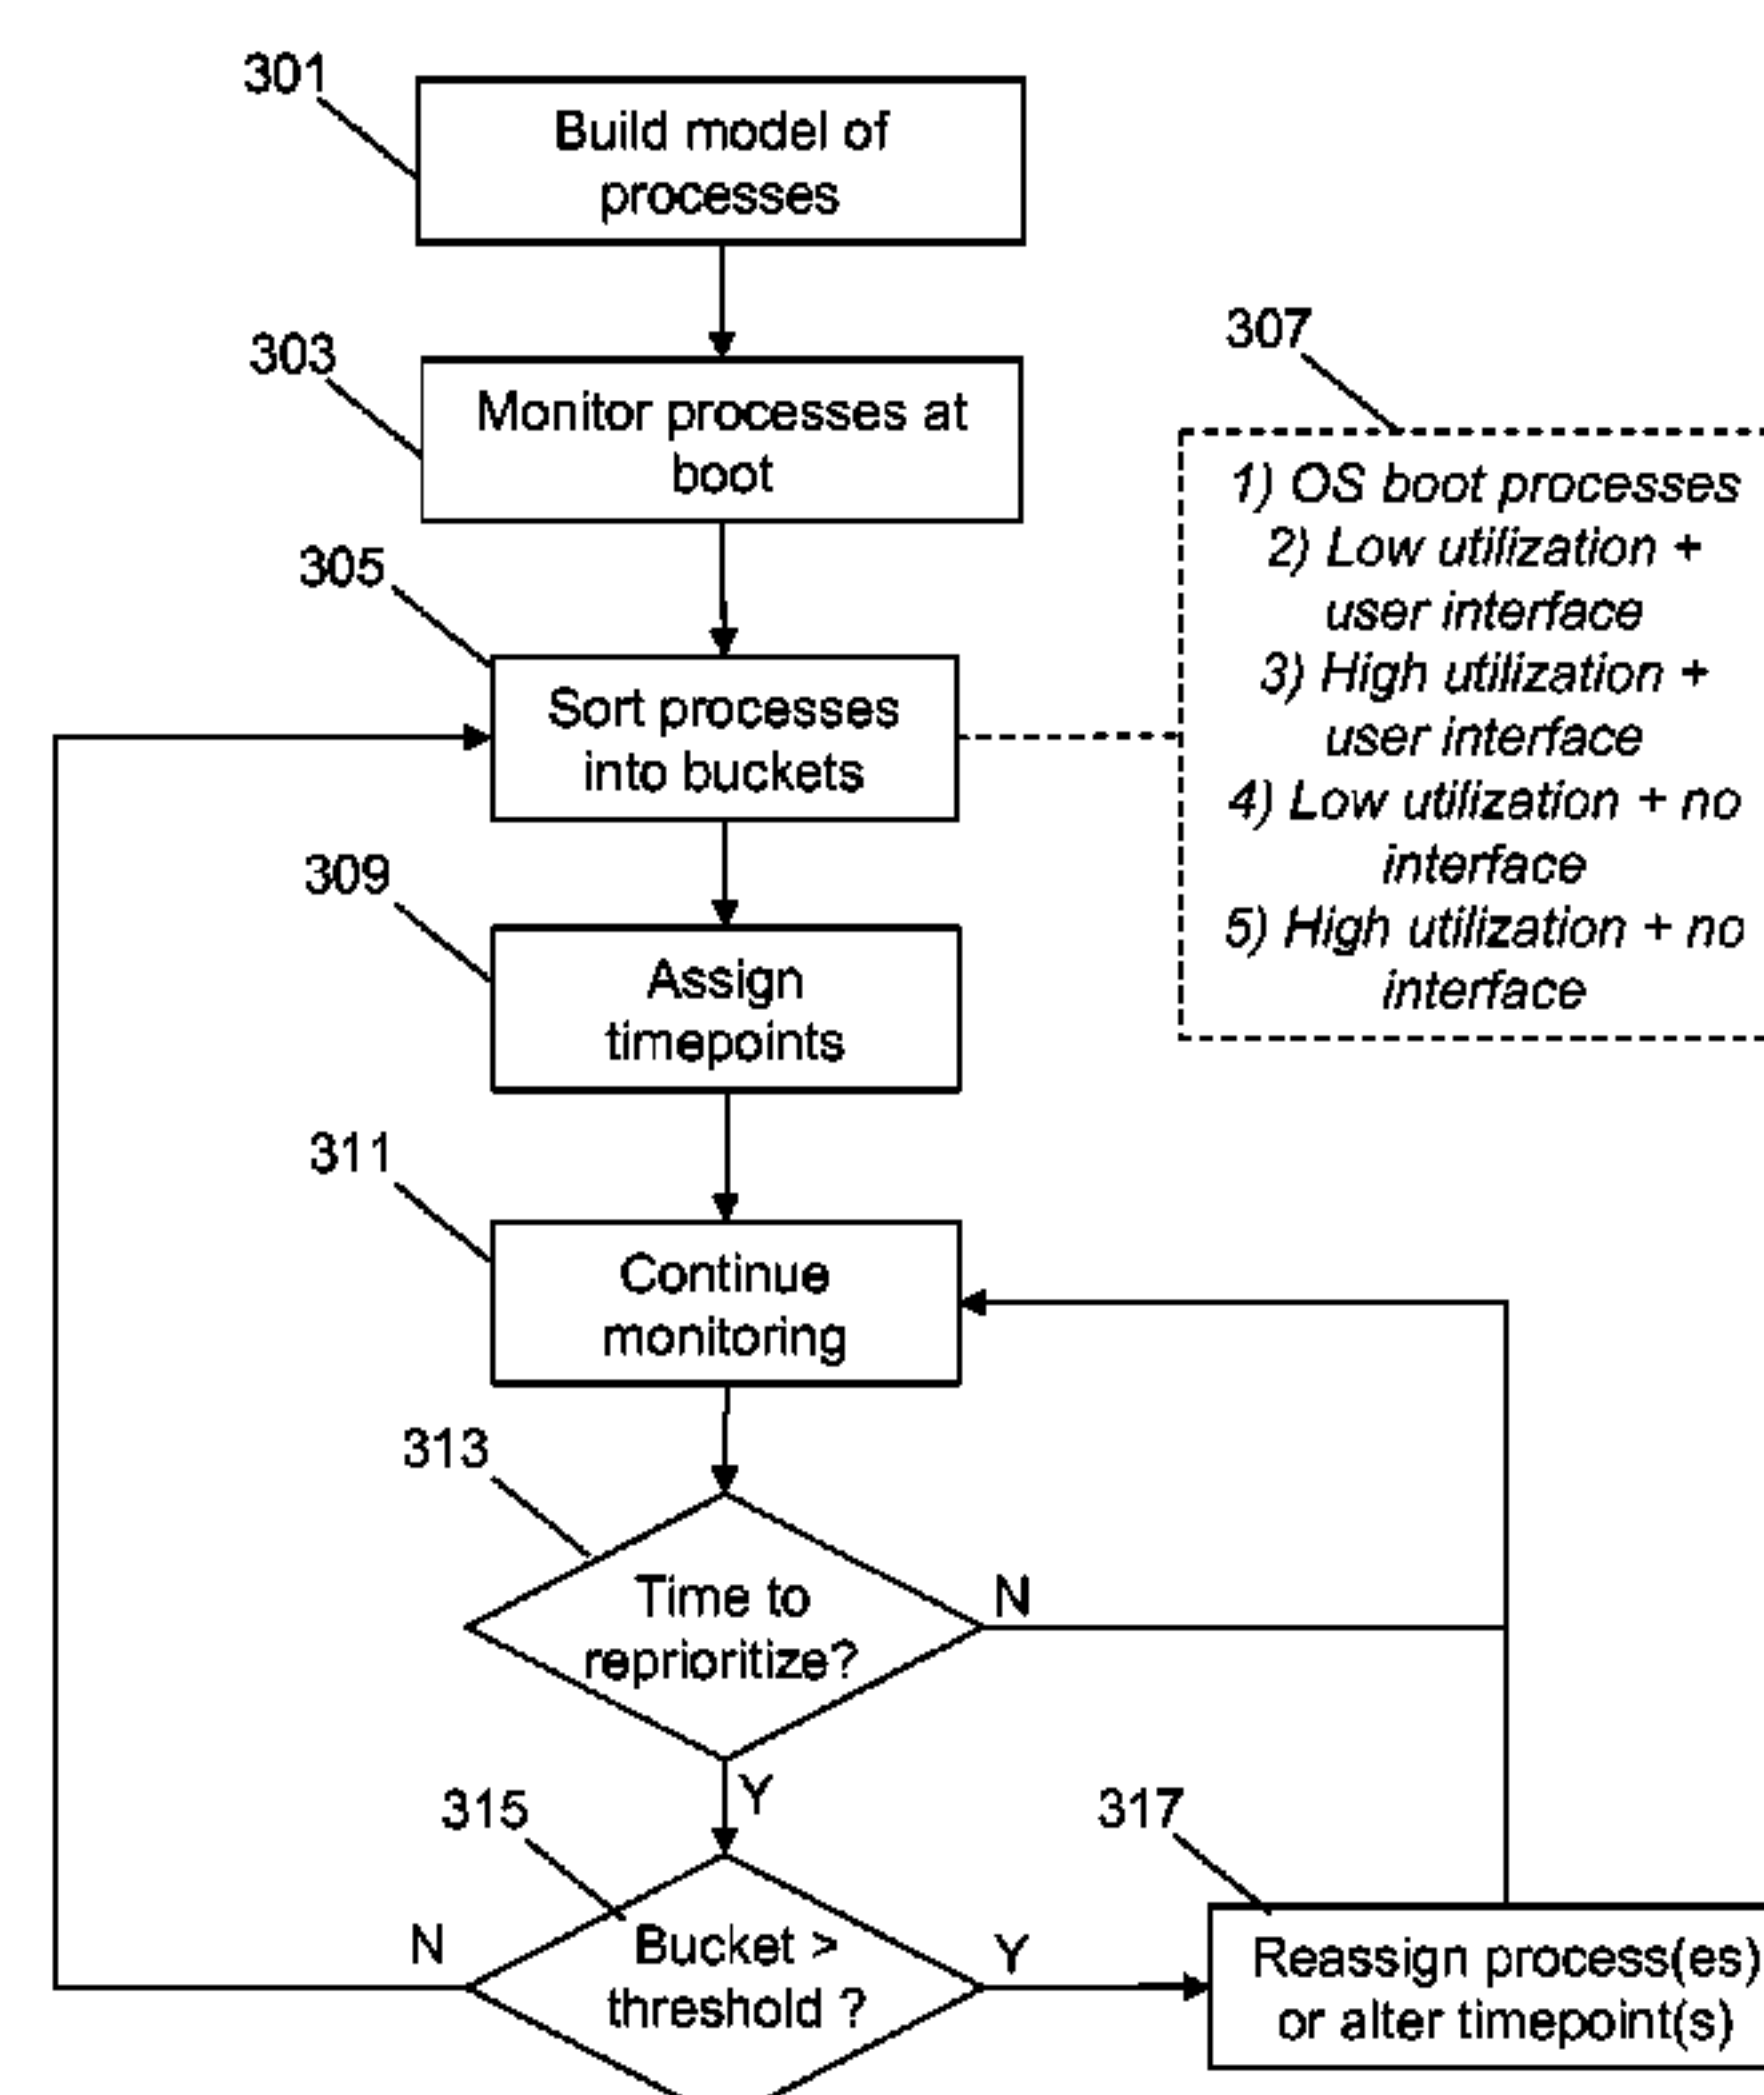 301
Build model of
processes
303
Monitor processes at
boot
307
1) OS boot processes
2) Low utilization +
user interface
3) High utilization +
user interface
4) Low utilization + no
interface
5) High utilization + no
interface
305
Sort processes
into buckets
309
Assign
timepoints
311
Continue
monitoring
313
Time to
reprioritize?
N
Y
315
Bucket >
threshold ?
N
Y
317
Reassign process(es)
or alter timepoint(s)